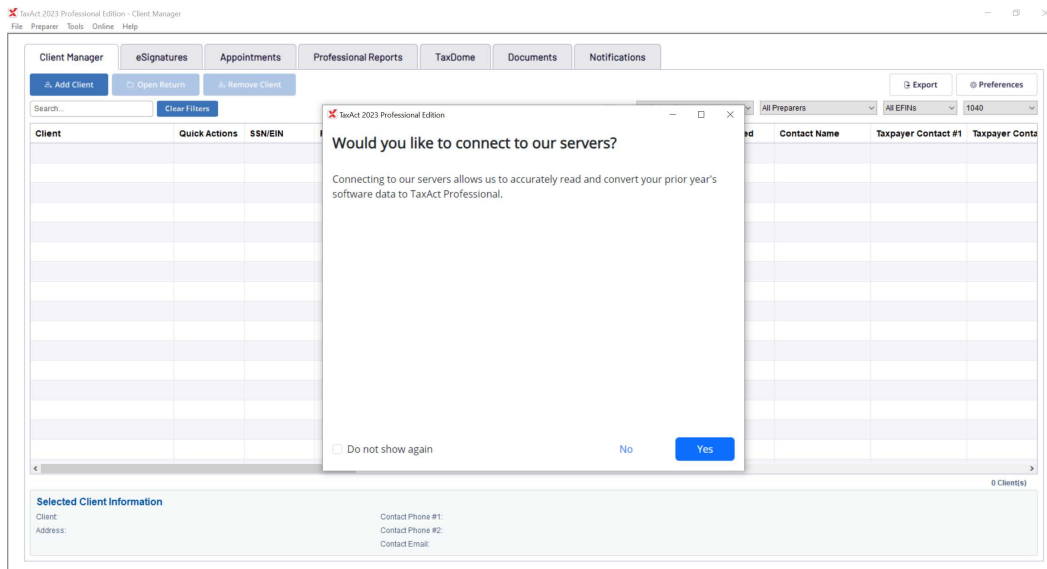 TaxAct 2023 Professional Edition - Client Manager
File Preparer Tools Online Help
Client Manager eSignatures Appointments Professional Reports TaxDome Documents Notifications
Add Client Open Return Remove Client Export Preferences
Search... Clear Filters All Preparers All EFINs 1040
Client Quick Actions SSN/EIN Contact Name Taxpayer Contact #1 Taxpayer Conta
TaxAct 2023 Professional Edition
Would you like to connect to our servers?
Connecting to our servers allows us to accurately read and convert your prior year's
software data to TaxAct Professional.
Do not show again No Yes
0 Client(s)
Selected Client Information
Client: Contact Phone #1:
Address: Contact Phone #2:
Contact Email: